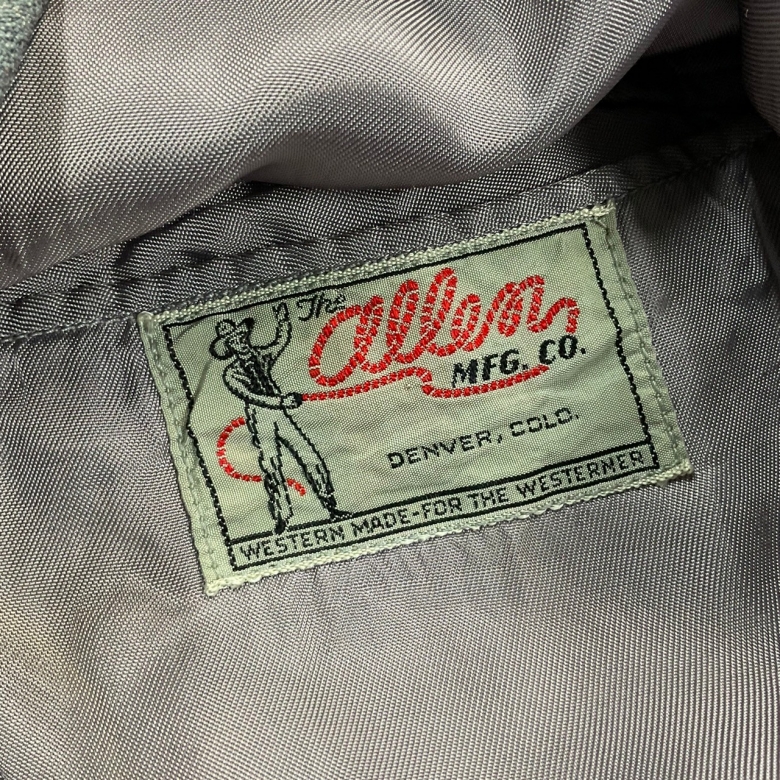 The
allen
MFG. CO.
DENVER, COLO.
WESTERN MADE-FOR THE WESTERNER